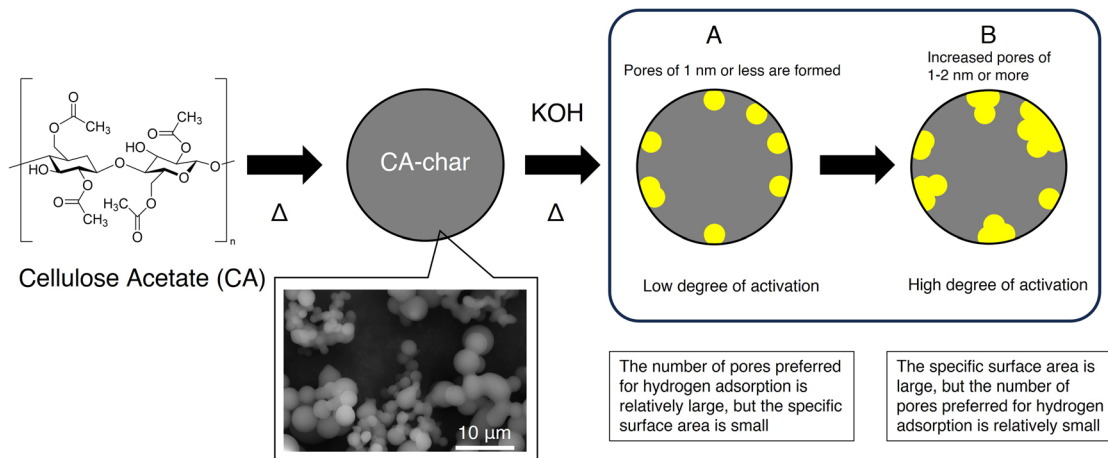 A
B
Pores of 1 nm or less are formed
Increased pores of
1-2 nm or more
O
CH₃
O
O
O
CH₃
HO
O
O
O
HO
O
O
O
O
CH₃
H₃C
O
O
n
Δ
CA-char
KOH
Δ
Cellulose Acetate (CA)
Low degree of activation
High degree of activation
10 μm
The number of pores preferred
for hydrogen adsorption is
relatively large, but the specific
surface area is small
The specific surface area is
large, but the number of
pores preferred for hydrogen
adsorption is relatively small